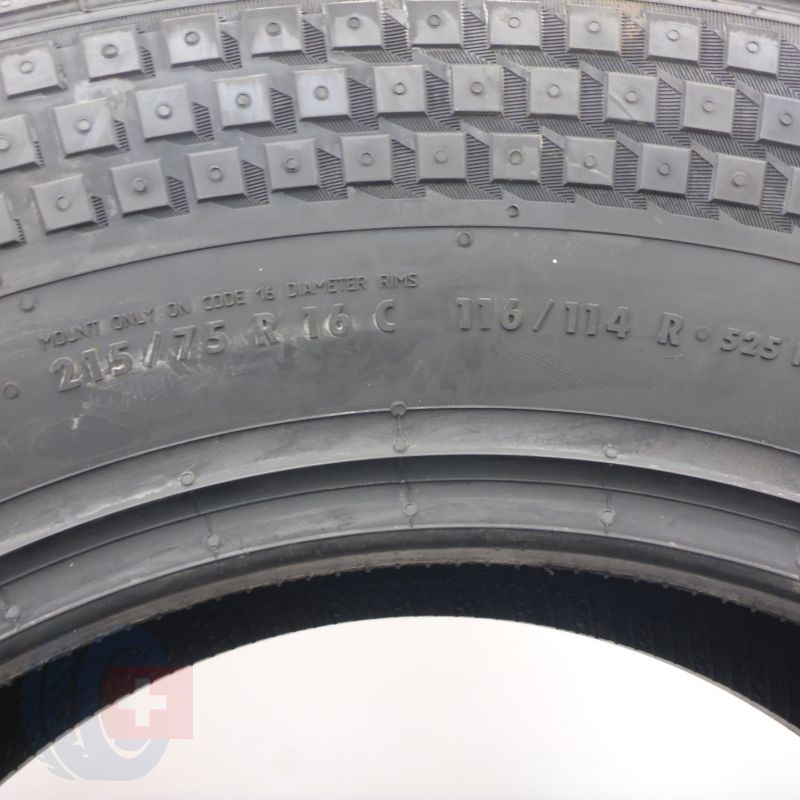 MOUNT ONLY ON CODE 16 DIAMETER RIMS
215/75 R 16 C 116/114 R 525